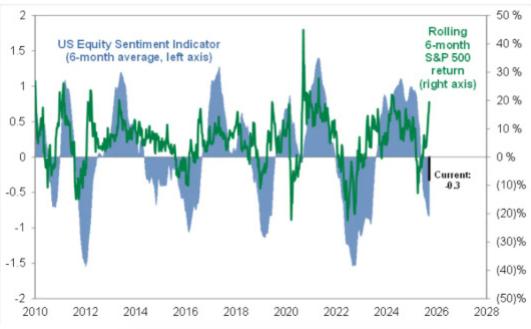 US Equity Sentiment Indicator
(6-month average, left axis)
Rolling
6-month
S&P 500
return
(right axis)
2
1.5
1
0.5
0
-0.5
-1
-1.5
-2
50 %
40 %
30 %
20 %
10 %
0 %
(10)%
(20)%
(30)%
(40)%
(50)%
Current:
-0.3
2010 2012 2014 2016 2018 2020 2022 2024 2026 2028